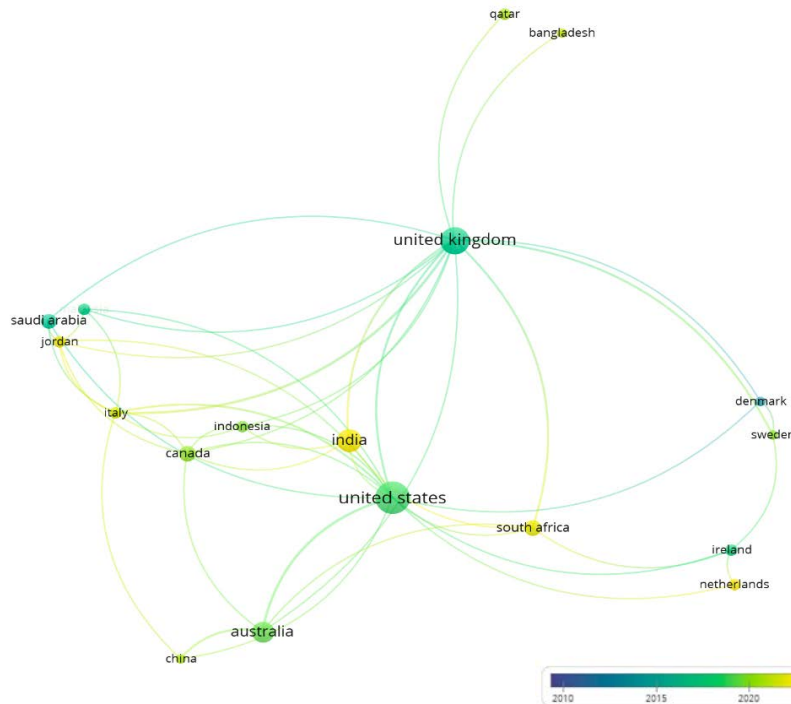 qatar
bangladesh
united kingdom
saudi arabia
jordan
italy
indonesia
india
canada
united states
denmark
sweden
south africa
ireland
netherlands
australia
china
2010 2015 2020